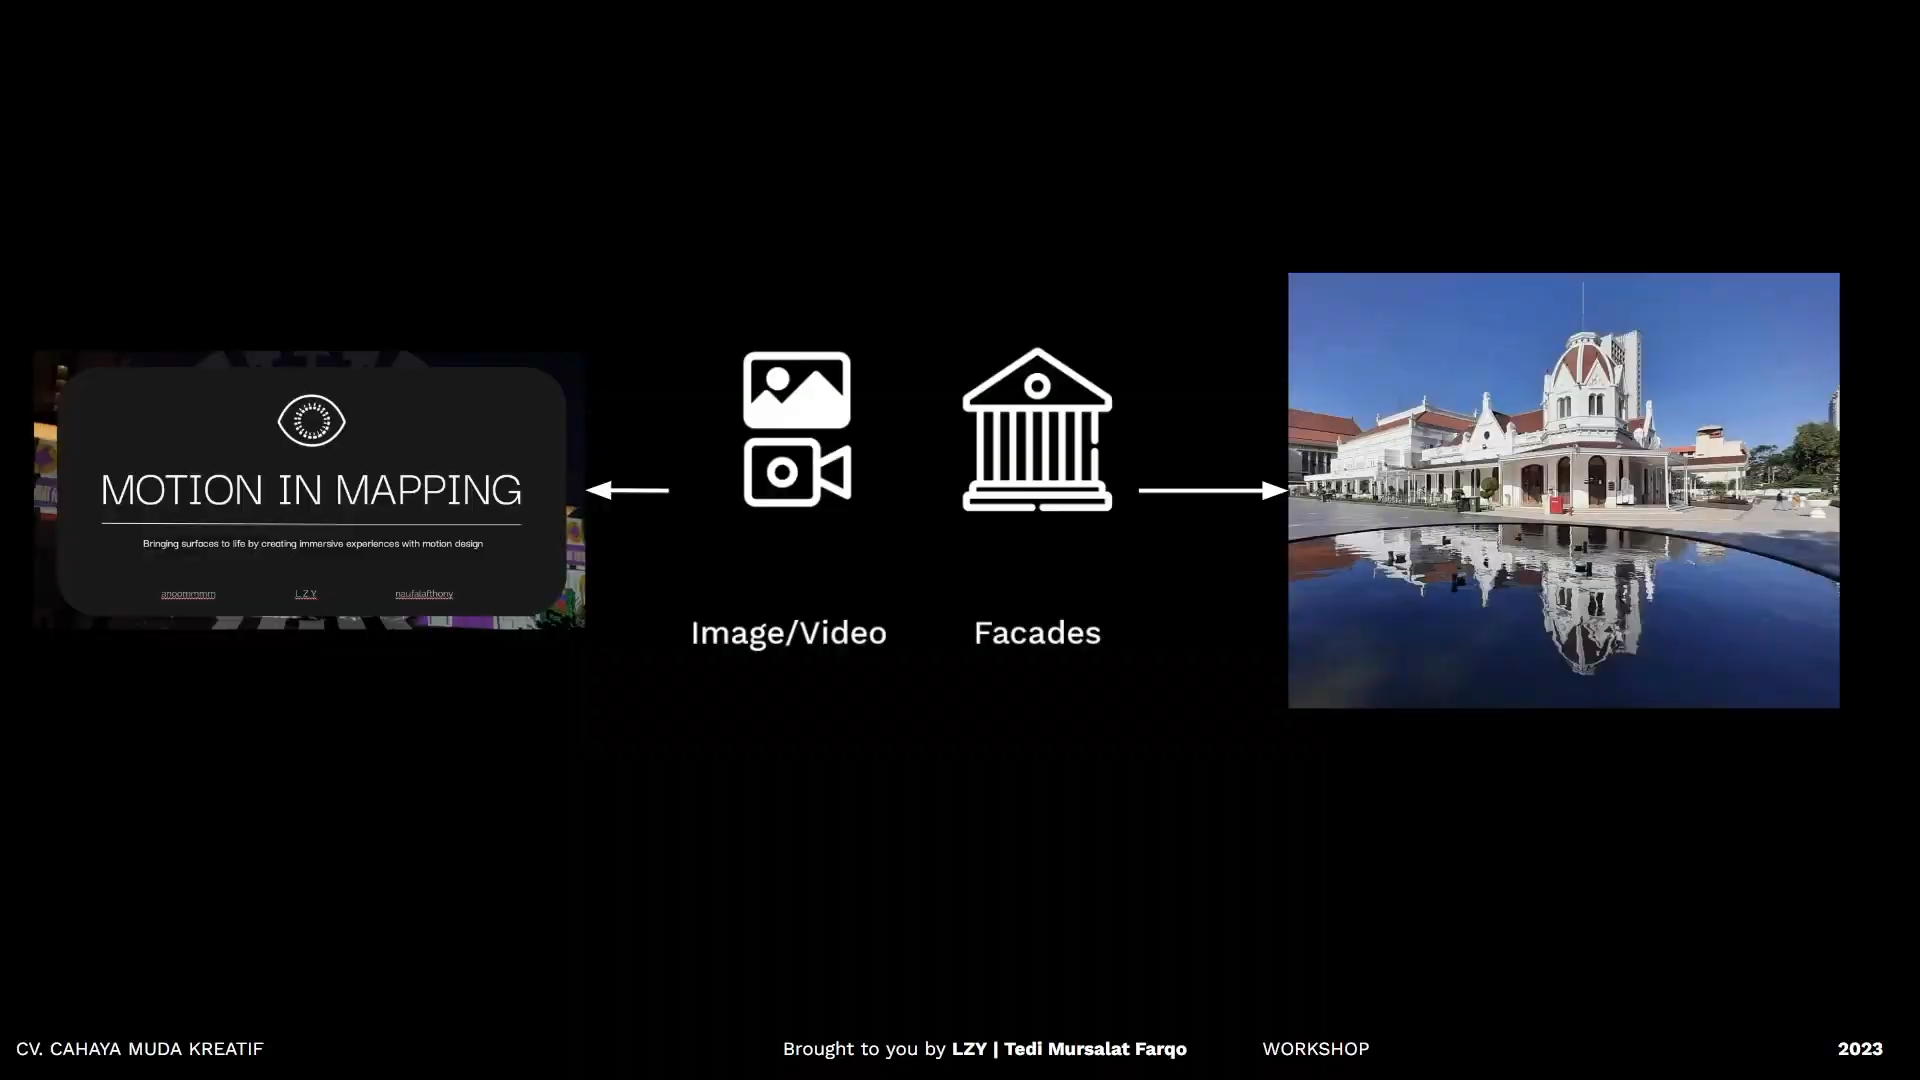 MOTION IN MAPPING
Bringing surfaces to life by creating immersive experiences with motion design
anoommmm
L Z Y
naufalafthony
Image/Video
Facades
CV. CAHAYA MUDA KREATIF
Brought to you by LZY | Tedi Mursalat Farqo
WORKSHOP
2023